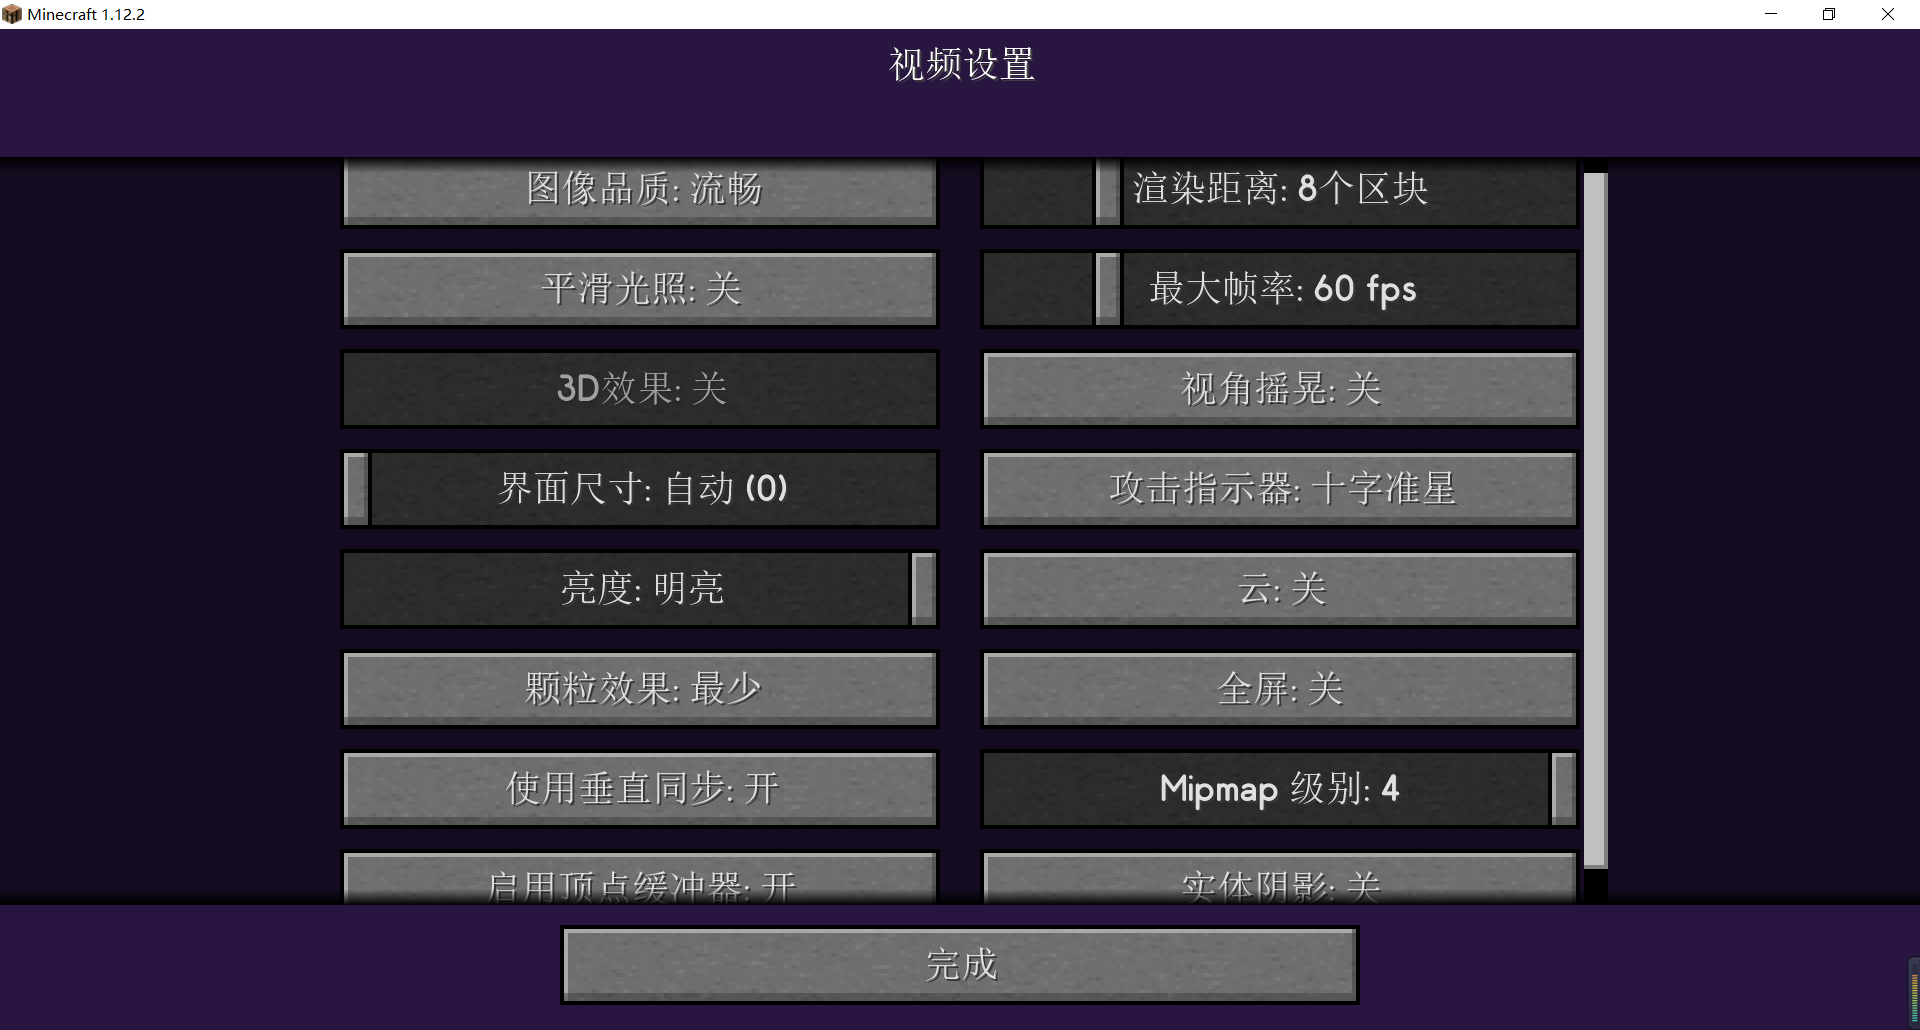 Minecraft 1.12.2
视频设置
图像品质: 流畅
渲染距离: 8个区块
平滑光照: 关
最大帧率: 60 fps
3D效果: 关
视角摇晃: 关
界面尺寸: 自动 (0)
攻击指示器: 十字准星
亮度: 明亮
云: 关
颗粒效果: 最少
全屏: 关
使用垂直同步: 开
Mipmap 级别: 4
启用顶点缓冲器: 开
实体阴影: 关
完成